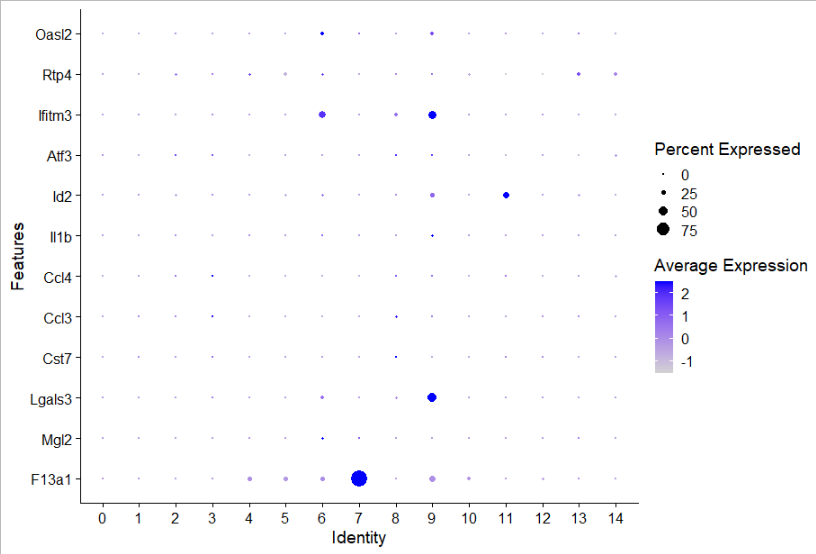 Oasl2
Rtp4
Ifitm3
Atf3
Id2
Il1b
Ccl4
Ccl3
Cst7
Lgals3
Mgl2
F13a1
Features
0 1 2 3 4 5 6 7 8 9 10 11 12 13 14
Identity
Percent Expressed
0
25
50
75
Average Expression
2
1
0
-1